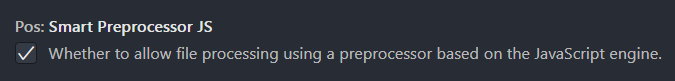 Pos: Smart Preprocessor JS
Whether to allow file processing using a preprocessor based on the JavaScript engine.